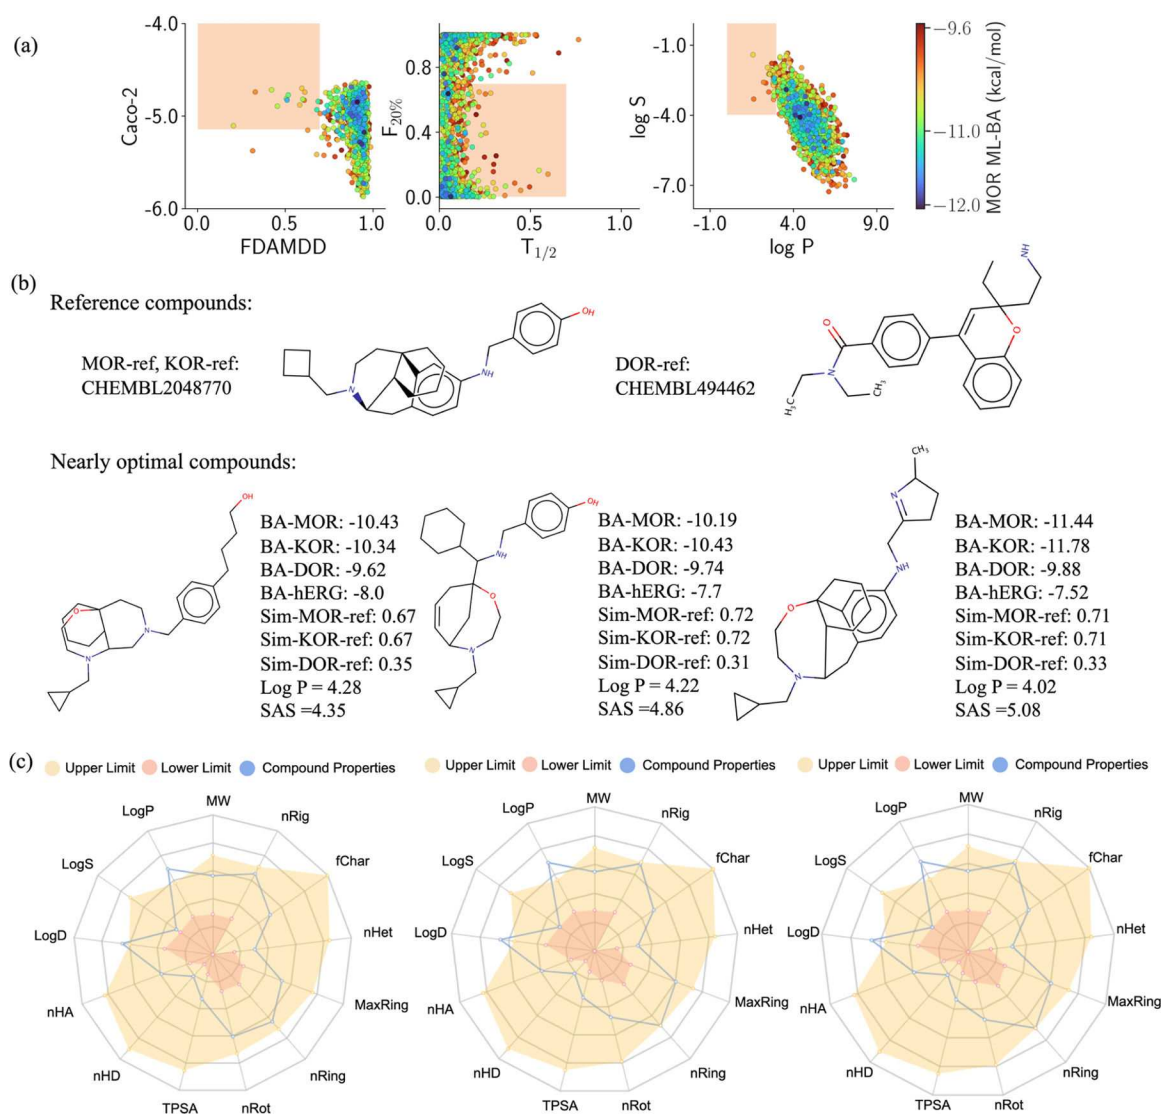 (a)
-4.0
-5.0
-6.0
Caco-2
0.0
0.5
1.0
FDAMDD
0.8
0.4
0.0
F20%
0.0
0.5
1.0
T1/2
-1.0
-4.0
-7.0
log S
-1.0
4.0
9.0
log P
−9.6
−11.0
−12.0
MOR ML-BA (kcal/mol)
(b)
Reference compounds:
MOR-ref, KOR-ref:
CHEMBL2048770
N
NH
OH
DOR-ref:
CHEMBL494462
NH
O
O
N
CH3
H3C
Nearly optimal compounds:
OH
O
N
N
BA-MOR: -10.43
BA-KOR: -10.34
BA-DOR: -9.62
BA-hERG: -8.0
Sim-MOR-ref: 0.67
Sim-KOR-ref: 0.67
Sim-DOR-ref: 0.35
Log P = 4.28
SAS =4.35
OH
NH
O
N
BA-MOR: -10.19
BA-KOR: -10.43
BA-DOR: -9.74
BA-hERG: -7.7
Sim-MOR-ref: 0.72
Sim-KOR-ref: 0.72
Sim-DOR-ref: 0.31
Log P = 4.22
SAS =4.86
CH3
N
NH
O
N
BA-MOR: -11.44
BA-KOR: -11.78
BA-DOR: -9.88
BA-hERG: -7.52
Sim-MOR-ref: 0.71
Sim-KOR-ref: 0.71
Sim-DOR-ref: 0.33
Log P = 4.02
SAS =5.08
(c)
Upper Limit Lower Limit Compound Properties
MW
nRig
fChar
nHet
MaxRing
nRing
nRot
TPSA
nHD
nHA
LogD
LogS
LogP
Upper Limit Lower Limit Compound Properties
MW
nRig
fChar
nHet
MaxRing
nRing
nRot
TPSA
nHD
nHA
LogD
LogS
LogP
Upper Limit Lower Limit Compound Properties
MW
nRig
fChar
nHet
MaxRing
nRing
nRot
TPSA
nHD
nHA
LogD
LogS
LogP